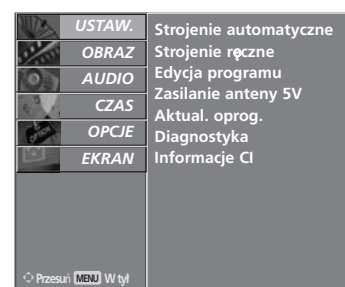 USTAW.
OBRAZ
AUDIO
CZAS
OPCJE
EKRAN
Strojenie automatyczne
Strojenie ręczne
Edycja programu
Zasilanie anteny 5V
Aktual. oprog.
Diagnostyka
Informacje CI
Przesuń MENU W tył